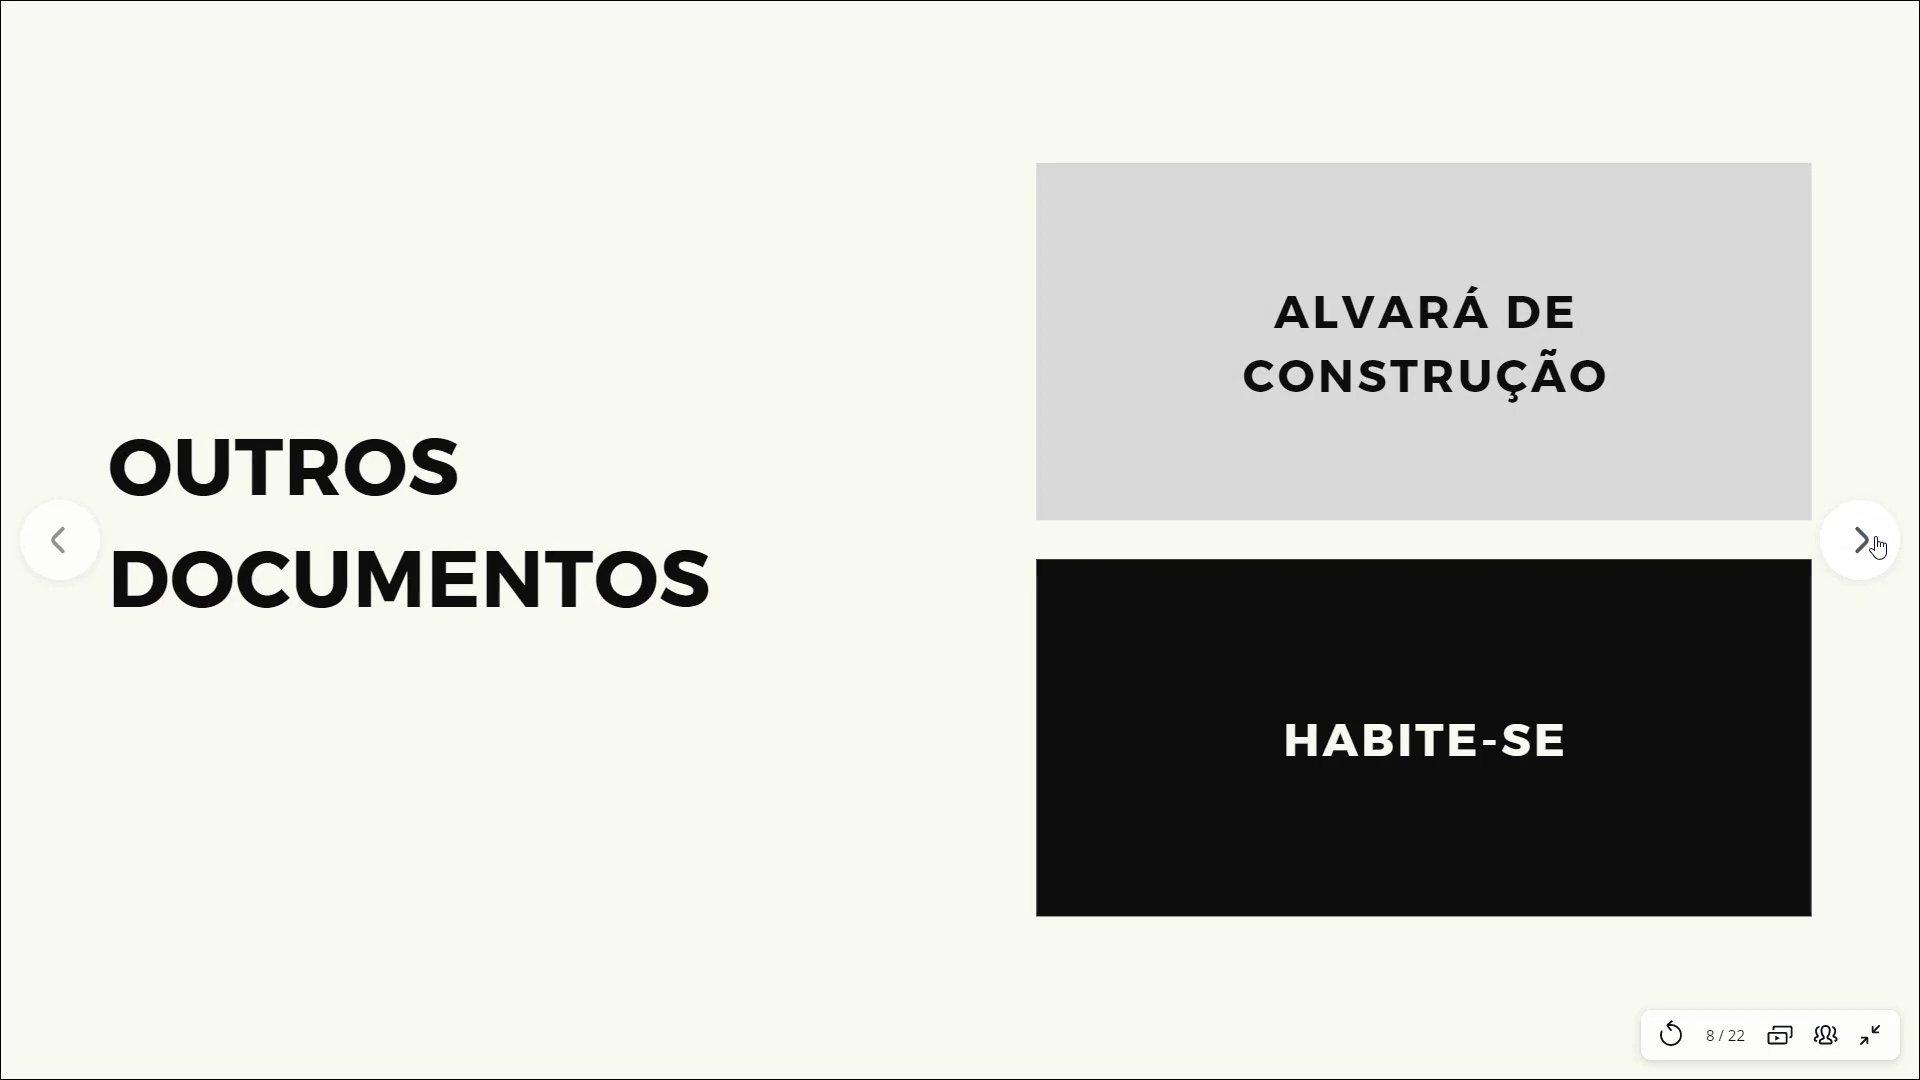 OUTROS
DOCUMENTOS
ALVARÁ DE
CONSTRUÇÃO
HABITE-SE
8 / 22